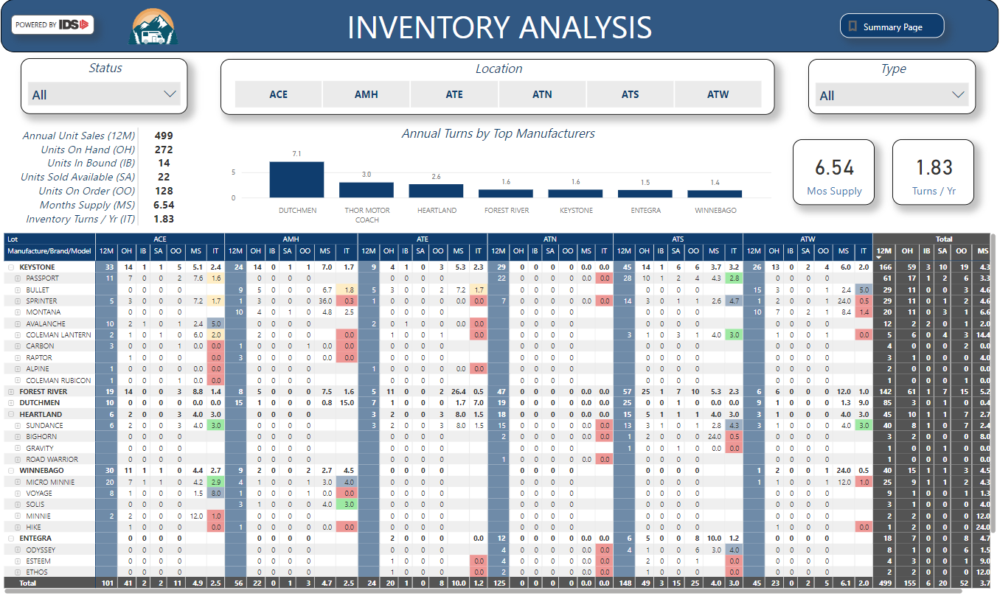 POWERED BY IDS
INVENTORY ANALYSIS
Summary Page
Status
All
Location
ACE AMH ATE ATN ATS ATW
Type
All
Annual Unit Sales (12M) 499
Units On Hand (OH) 272
Units In Bound (IB) 14
Units Sold Available (SA) 22
Units On Order (OO) 128
Months Supply (MS) 6.54
Inventory Turns / Yr (IT) 1.83
Annual Turns by Top Manufacturers
5
0
7.1 3.0 2.6 1.6 1.6 1.5 1.4
DUTCHMEN THOR MOTOR COACH HEARTLAND FOREST RIVER KEYSTONE ENTEGRA WINNEBAGO
6.54
Mos Supply
1.83
Turns / Yr
Lot ACE AMH ATE ATN ATS ATW Total
Manufacture/Brand/Model 12M OH IB SA OO MS IT 12M OH IB SA OO MS IT 12M OH IB SA OO MS IT 12M OH IB SA OO MS IT 12M OH IB SA OO MS IT 12M OH IB SA OO MS IT 12M OH IB SA OO MS
KEYSTONE 33 14 1 1 5 5.1 2.4 24 14 0 1 1 7.0 1.7 9 4 1 0 3 5.3 2.3 29 0 0 0 0 0.0 0.0 45 14 1 6 6 3.7 3.2 26 13 0 2 4 6.0 2.0 166 59 3 10 19 4.3
PASSPORT 11 7 0 0 2 7.6 1.6 0 0 0 0 0 0 0 0 22 0 0 0 0 0.0 0.0 28 10 1 2 4 4.3 2.8 0 0 0 0 61 17 1 2 6 3.3
BULLET 0 0 0 0 9 5 0 0 0 6.7 1.8 5 3 0 0 2 7.2 1.7 0 0 0 0 0 0 0 0 15 3 0 0 1 2.4 5.0 29 11 0 0 3 4.6
SPRINTER 5 3 0 0 0 7.2 1.7 1 3 0 0 0 36.0 0.3 1 0 0 0 0 0.0 0.0 7 0 0 0 0 0.0 0.0 14 3 0 1 1 2.6 4.7 1 2 0 0 1 24.0 0.5 29 11 0 1 2 4.6
MONTANA 0 0 0 0 10 4 0 1 0 4.8 2.5 0 0 0 0 0 0 0 0 0 0 0 0 10 7 0 2 1 8.4 1.4 20 11 0 3 1 6.6
AVALANCHE 10 2 1 0 1 2.4 5.0 0 0 0 0 2 0 1 0 0 0.0 0.0 0 0 0 0 0 0 0 0 0 0 0 0 12 2 2 0 1 2.0
COLEMAN LANTERN 2 1 0 1 0 6.0 2.0 2 0 0 0 0.0 1 0 0 1 0.0 0 0 0 0 3 1 0 3 1 4.0 3.0 1 0 0 1 0.0 5 6 0 4 3 14.4
CARBON 3 0 0 0 1 0.0 0.0 1 0 0 0 1 0.0 0.0 0 0 0 0 0 0 0 0 0 0 0 0 0 0 0 0 4 0 0 0 2 0.0
RAPTOR 1 0 0 0 0.0 3 0 0 0 0 0.0 0.0 0 0 0 0 0 0 0 0 0 0 0 0 0 0 0 0 3 1 0 0 0 4.0
ALPINE 1 0 0 0 0 0.0 0.0 0 0 0 0 1 0 0 0 0 0.0 0.0 0 0 0 0 0 0 0 0 0 0 0 0 2 0 0 0 0 0.0
COLEMAN RUBICON 1 0 0 0 1 0.0 0.0 0 0 0 0 0 0 0 0 0 0 0 0 0 0 0 0 0 0 0 0 1 0 0 0 1 0.0
FOREST RIVER 19 14 0 0 3 8.8 1.4 8 5 0 0 0 7.5 1.6 5 11 0 0 2 26.4 0.5 47 0 0 0 0 0.0 0.0 57 25 1 7 10 5.3 2.3 6 6 0 0 0 12.0 1.0 142 61 1 7 15 5.2
DUTCHMEN 10 0 0 0 0 0.0 0.0 15 1 0 0 0 0.8 15.0 7 1 0 0 0 1.7 7.0 19 0 0 0 0 0.0 0.0 25 0 0 1 0 0.0 0.0 9 1 0 0 0 1.3 9.0 85 3 0 1 0 0.4
HEARTLAND 6 2 0 0 3 4.0 3.0 0 0 0 0 3 2 0 0 3 8.0 1.5 18 0 0 0 0 0.0 0.0 15 5 1 1 1 4.0 3.0 3 1 0 0 0 4.0 3.0 45 10 1 1 7 2.7
SUNDANCE 6 2 0 0 3 4.0 3.0 0 0 0 0 3 2 0 0 3 8.0 1.5 15 0 0 0 0 0.0 0.0 13 3 1 0 1 2.8 4.3 3 1 0 0 0 4.0 3.0 40 8 1 0 7 2.4
BIGHORN 0 0 0 0 0 0 0 0 0 0 0 0 2 0 0 0 0 0.0 0.0 1 2 0 0 0 24.0 0.5 0 0 0 0 3 2 0 0 0 8.0
GRAVITY 0 0 0 0 0 0 0 0 0 0 0 0 0 0 0 0 1 0 0 1 0 0.0 0.0 0 0 0 0 1 0 0 1 0 0.0
ROAD WARRIOR 0 0 0 0 0 0 0 0 0 0 0 0 1 0 0 0 0 0.0 0.0 0 0 0 0 0 0 0 0 1 0 0 0 0 0.0
WINNEBAGO 30 11 1 1 0 4.4 2.7 9 2 0 0 2 2.7 4.5 0 0 0 0 0 0 0 0 0 0 0 0 1 2 0 0 1 24.0 0.5 40 15 1 1 3 4.5
MICRO MINNIE 20 7 1 1 0 4.2 2.9 4 1 0 0 1 3.0 4.0 0 0 0 0 0 0 0 0 0 0 0 0 1 1 0 0 1 12.0 1.0 25 9 1 1 2 4.3
VOYAGE 8 1 0 0 0 1.5 8.0 1 0 0 0 1 0.0 0.0 0 0 0 0 0 0 0 0 0 0 0 0 0 0 0 0 9 1 0 0 1 1.3
SOLIS 0 0 0 0 3 1 0 0 0 4.0 3.0 0 0 0 0 0 0 0 0 0 0 0 0 0 0 0 0 3 1 0 0 0 4.0
MINNIE 2 2 0 0 0 12.0 1.0 0 0 0 0 0 0 0 0 0 0 0 0 0 0 0 0 0 0 0 0 2 2 0 0 0 12.0
HIKE 1 0 0 0 0.0 1 0 0 0 0 0.0 0.0 0 0 0 0 0 0 0 0 0 0 0 0 1 0 0 0 0.0 1 2 0 0 0 24.0
ENTEGRA 0 0 0 0 0 0 0 0 2 0 0 0 0.0 12 0 0 0 0 0.0 0.0 6 5 0 0 8 10.0 1.2 0 0 0 0 18 7 0 0 8 4.7
ODYSSEY 0 0 0 0 0 0 0 0 0 0 0 0 4 0 0 0 0 0.0 0.0 4 1 0 0 6 3.0 4.0 0 0 0 0 8 1 0 0 6 1.5
ESTEEM 0 0 0 0 0 0 0 0 1 0 0 0 0.0 4 0 0 0 0 0.0 0.0 2 0 0 1 0.0 0 0 0 0 4 3 0 0 1 9.0
ETHOS 0 0 0 0 0 0 0 0 1 0 0 0 0.0 2 0 0 0 0 0.0 0.0 1 0 0 0 0.0 0 0 0 0 2 2 0 0 0 12.0
Total 101 41 2 2 11 4.9 2.5 56 22 0 1 3 4.7 2.5 24 20 1 0 8 10.0 1.2 125 0 0 0 0 0.0 0.0 148 49 3 15 25 4.0 3.0 45 23 0 2 5 6.1 2.0 499 155 6 20 52 3.7